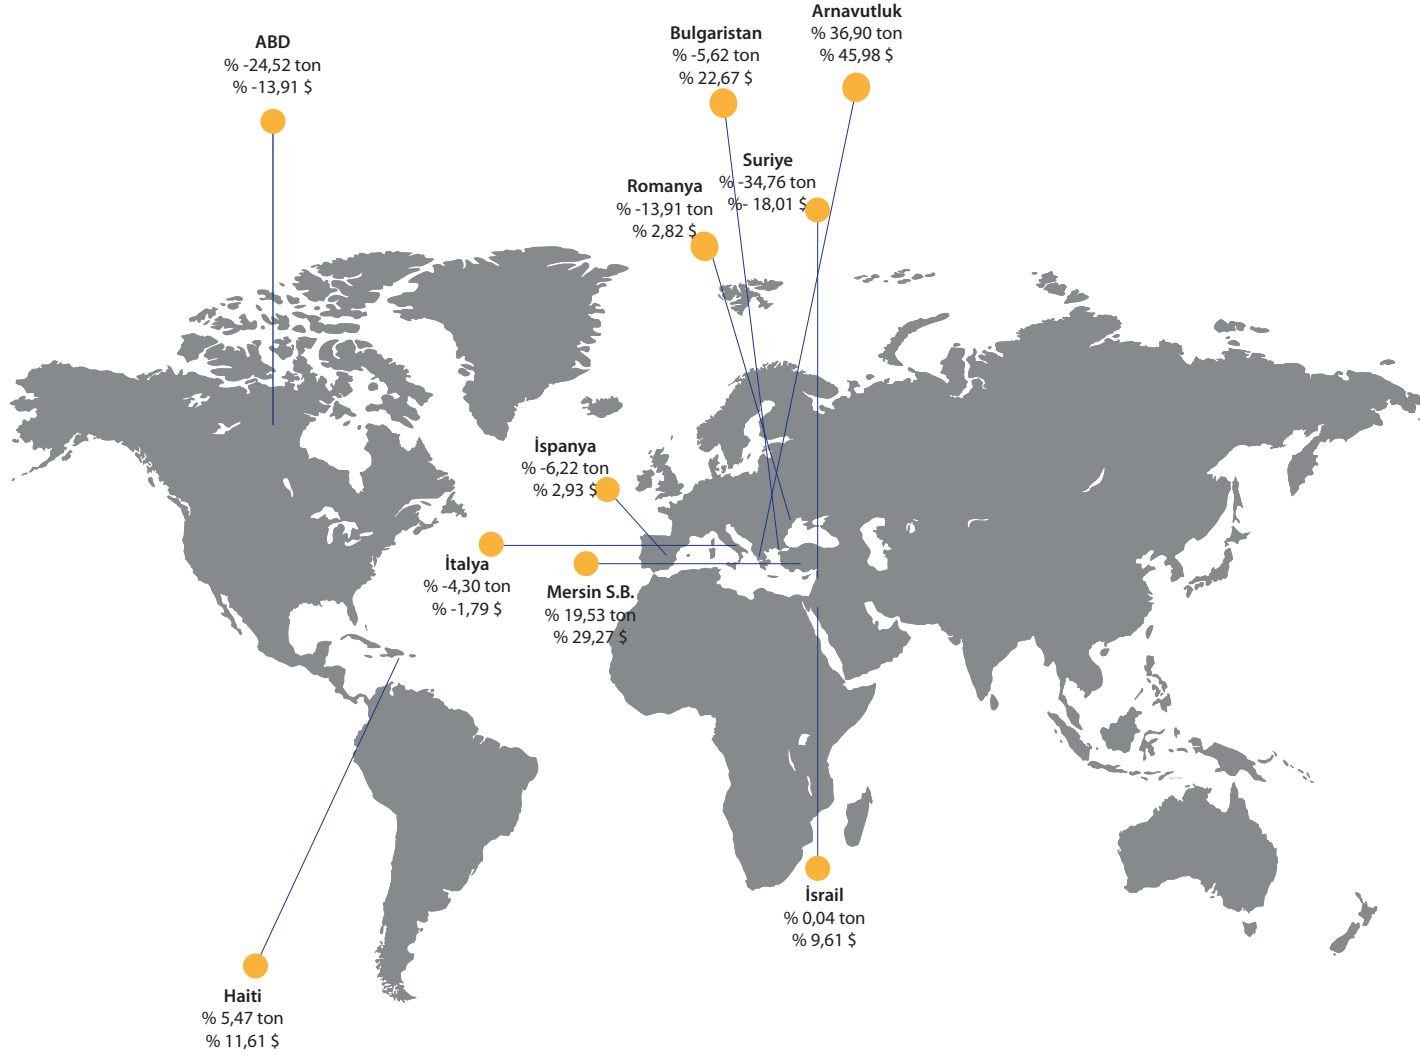 Arnavutluk
% 36,90 ton
% 45,98 $
Bulgaristan
% -5,62 ton
% 22,67 $
ABD
% -24,52 ton
% -13,91 $
Suriye
% -34,76 ton
%- 18,01 $
Romanya
% -13,91 ton
% 2,82 $
İspanya
% -6,22 ton
% 2,93 $
İtalya
% -4,30 ton
% -1,79 $
Mersin S.B.
% 19,53 ton
% 29,27 $
İsrail
% 0,04 ton
% 9,61 $
Haiti
% 5,47 ton
% 11,61 $